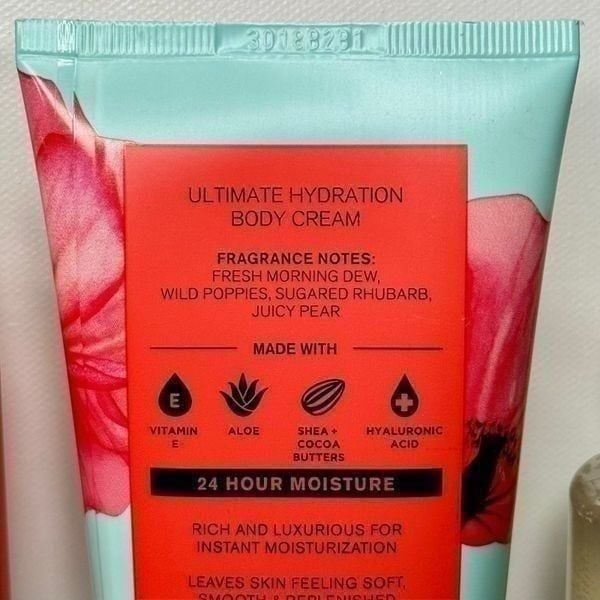 30188281
ULTIMATE HYDRATION
BODY CREAM
FRAGRANCE NOTES:
FRESH MORNING DEW,
WILD POPPIES, SUGARED RHUBARB,
JUICY PEAR
MADE WITH
E
VITAMIN
E
ALOE
SHEA +
COCOA
BUTTERS
HYALURONIC
ACID
24 HOUR MOISTURE
RICH AND LUXURIOUS FOR
INSTANT MOISTURIZATION
LEAVES SKIN FEELING SOFT,
SMOOTH & REPLENISHED